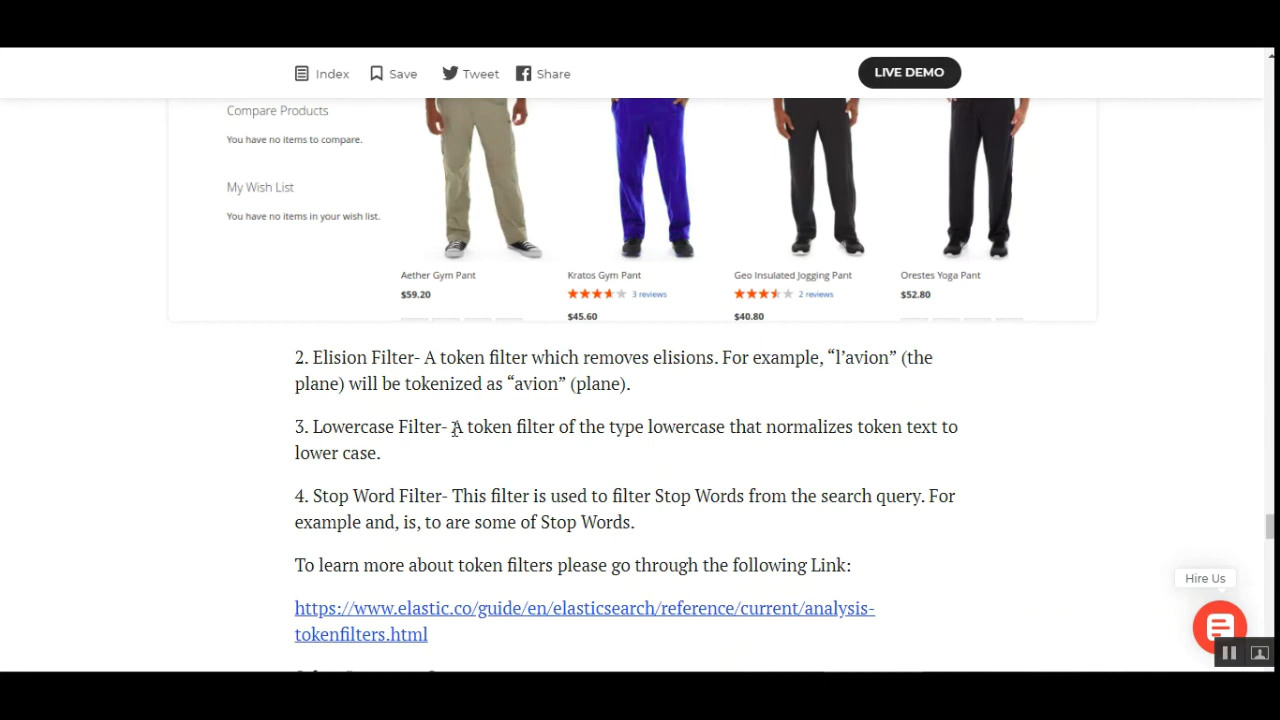 Index Save Tweet Share LIVE DEMO
Compare Products
You have no items to compare.
My Wish List
You have no items in your wish list.
Aether Gym Pant Kratos Gym Pant Geo Insulated Jogging Pant Orestes Yoga Pant
$59.20 3 reviews 2 reviews $52.80
$45.60 $40.80
2. Elision Filter- A token filter which removes elisions. For example, “l’avion” (the
plane) will be tokenized as “avion” (plane).
3. Lowercase Filter- A token filter of the type lowercase that normalizes token text to
lower case.
4. Stop Word Filter- This filter is used to filter Stop Words from the search query. For
example and, is, to are some of Stop Words.
To learn more about token filters please go through the following Link:
https://www.elastic.co/guide/en/elasticsearch/reference/current/analysis-
tokenfilters.html
Hire Us